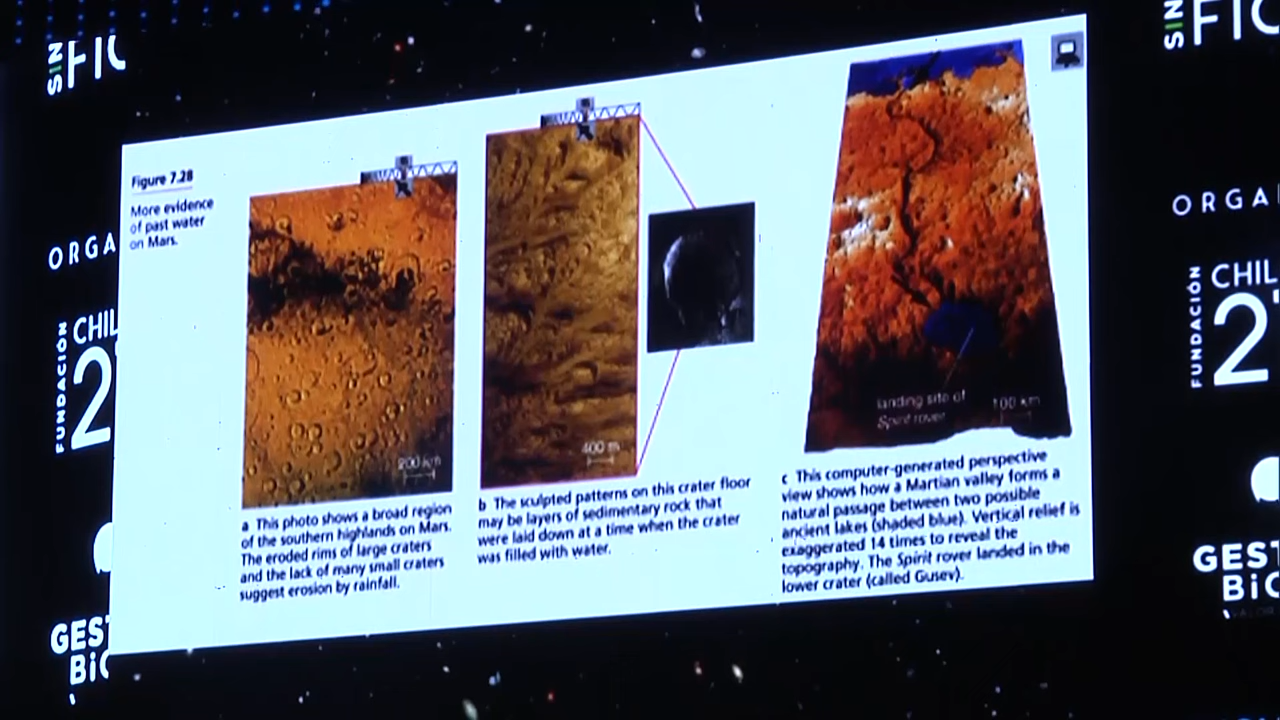 SIN
FIC
ORGA
FUNDACIÓN
CHIL
2
GEST
BiO
Figure 7.28
More evidence
of past water
on Mars.
200 km
a This photo shows a broad region
of the southern highlands on Mars.
The eroded rims of large craters
and the lack of many small craters
suggest erosion by rainfall.
400 m
b The sculpted patterns on this crater floor
may be layers of sedimentary rock that
were laid down at a time when the crater
was filled with water.
landing site of
Spirit rover
100 km
c This computer-generated perspective
view shows how a Martian valley forms a
natural passage between two possible
ancient lakes (shaded blue). Vertical relief is
exaggerated 14 times to reveal the
topography. The Spirit rover landed in the
lower crater (called Gusev).
SIN
FIC
ORGA
FUNDACIÓN
CHIL
2
GEST
BiO